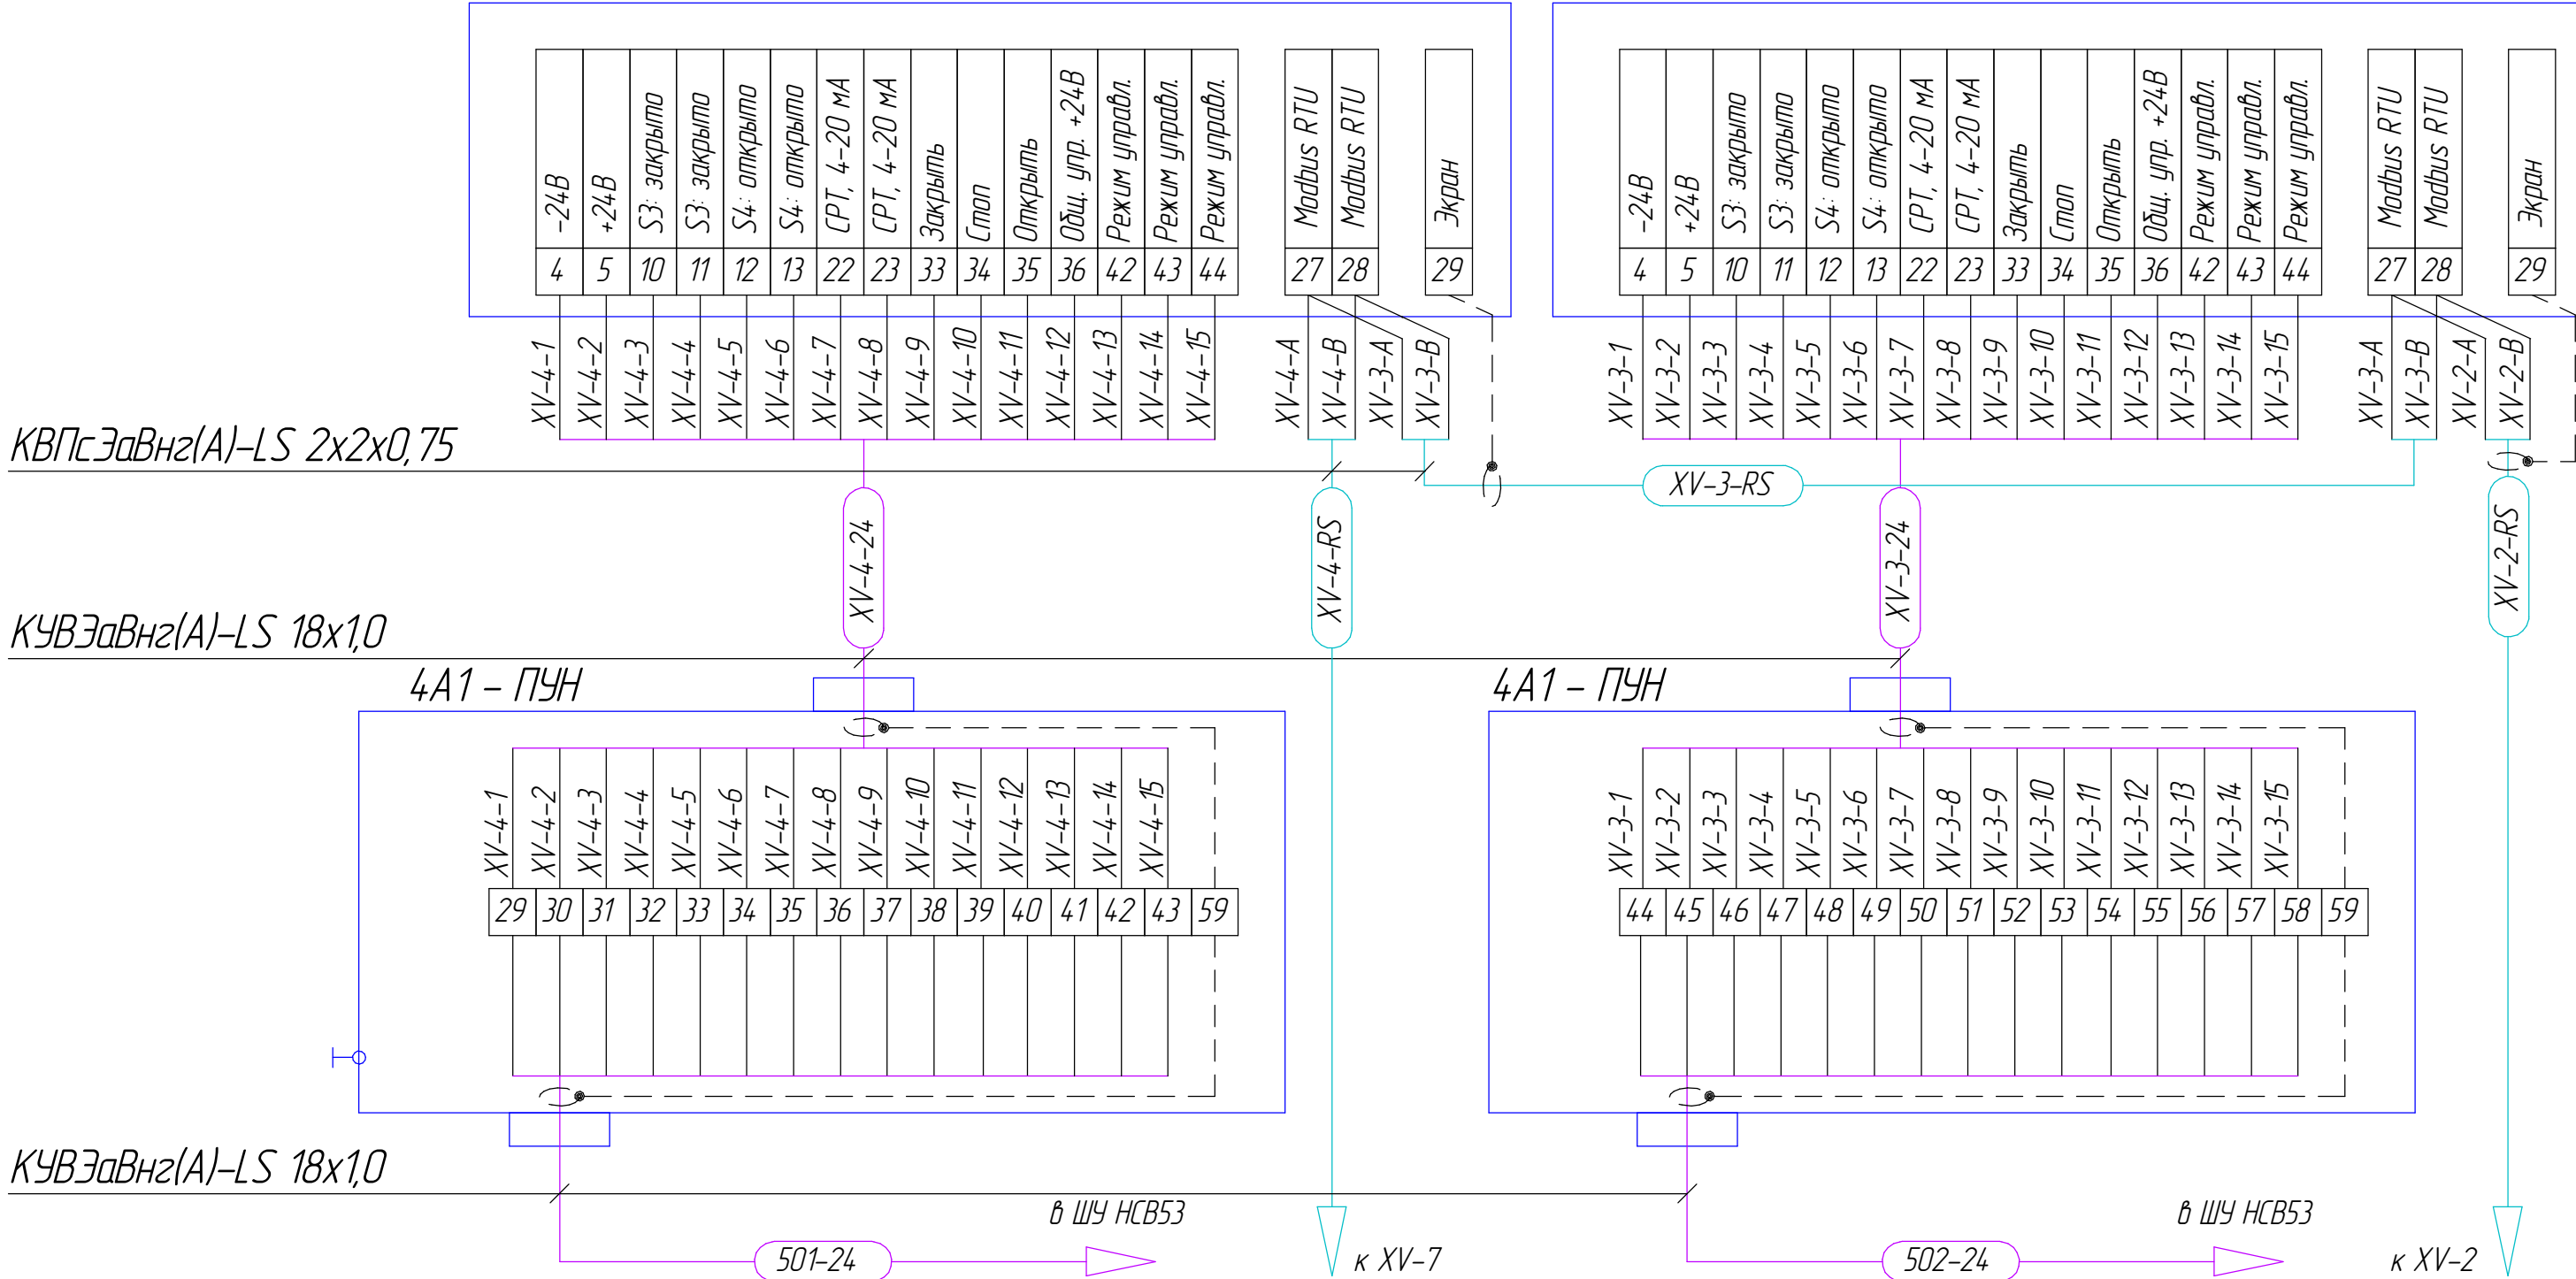 -24В
+24В
S3: закрыто
S3: закрыто
S4: открыто
S4: открыто
СРТ, 4-20 мА
СРТ, 4-20 мА
Закрыть
Стоп
Открыть
Общ. упр. +24В
Режим управл.
Режим управл.
Режим управл.
Modbus RTU
Modbus RTU
Экран
4 5 10 11 12 13 22 23 33 34 35 36 42 43 44 27 28 29
XV-4-1
XV-4-2
XV-4-3
XV-4-4
XV-4-5
XV-4-6
XV-4-7
XV-4-8
XV-4-9
XV-4-10
XV-4-11
XV-4-12
XV-4-13
XV-4-14
XV-4-15
XV-4-A
XV-4-B
XV-3-A
XV-3-B
-24В
+24В
S3: закрыто
S3: закрыто
S4: открыто
S4: открыто
СРТ, 4-20 мА
СРТ, 4-20 мА
Закрыть
Стоп
Открыть
Общ. упр. +24В
Режим управл.
Режим управл.
Режим управл.
Modbus RTU
Modbus RTU
Экран
4 5 10 11 12 13 22 23 33 34 35 36 42 43 44 27 28 29
XV-3-1
XV-3-2
XV-3-3
XV-3-4
XV-3-5
XV-3-6
XV-3-7
XV-3-8
XV-3-9
XV-3-10
XV-3-11
XV-3-12
XV-3-13
XV-3-14
XV-3-15
XV-3-A
XV-3-B
XV-2-A
XV-2-B
КВПсЭаВнг(А)-LS 2х2х0,75
XV-3-RS
XV-4-24
XV-4-RS
XV-3-24
XV-2-RS
КУВЭаВнг(А)-LS 18х1,0
4А1 - ПУН
4А1 - ПУН
XV-4-1
XV-4-2
XV-4-3
XV-4-4
XV-4-5
XV-4-6
XV-4-7
XV-4-8
XV-4-9
XV-4-10
XV-4-11
XV-4-12
XV-4-13
XV-4-14
XV-4-15
29 30 31 32 33 34 35 36 37 38 39 40 41 42 43 59
XV-3-1
XV-3-2
XV-3-3
XV-3-4
XV-3-5
XV-3-6
XV-3-7
XV-3-8
XV-3-9
XV-3-10
XV-3-11
XV-3-12
XV-3-13
XV-3-14
XV-3-15
44 45 46 47 48 49 50 51 52 53 54 55 56 57 58 59
КУВЭаВнг(А)-LS 18х1,0
в ШУ НСВ53
в ШУ НСВ53
501-24
к XV-7
502-24
к XV-2